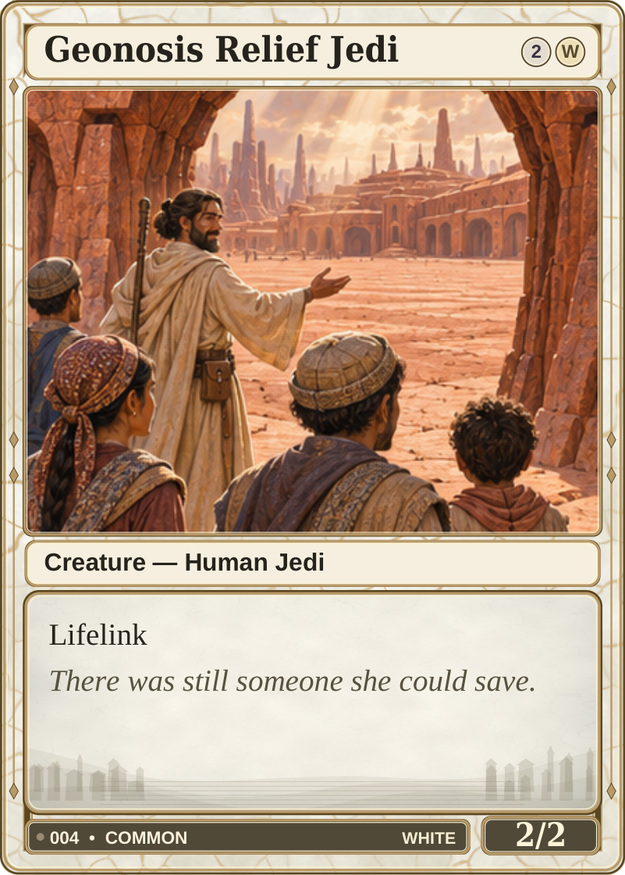 Geonosis Relief Jedi 2 W
Creature — Human Jedi
Lifelink
There was still someone she could save.
004 • COMMON WHITE 2/2